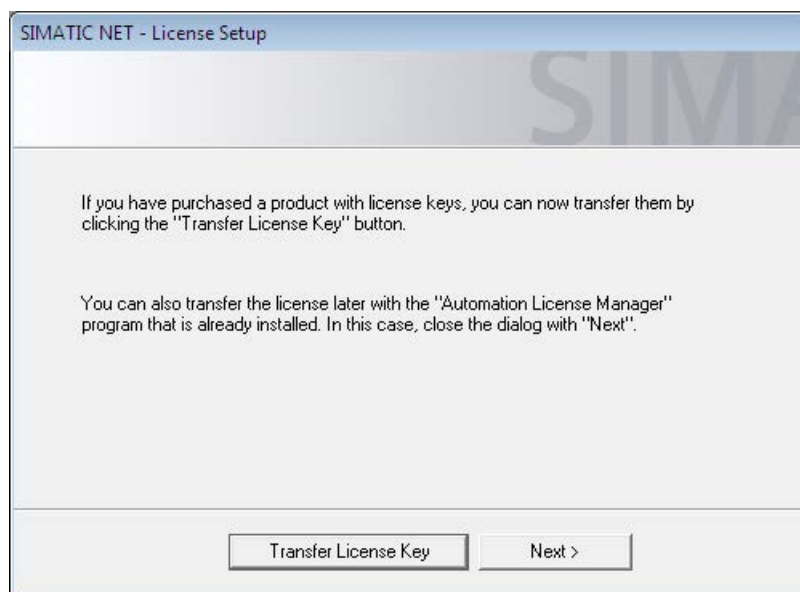 SIMATIC NET - License Setup
SIMA
If you have purchased a product with license keys, you can now transfer them by
clicking the "Transfer License Key" button.
You can also transfer the license later with the "Automation License Manager"
program that is already installed. In this case, close the dialog with "Next".
Transfer License Key
Next >